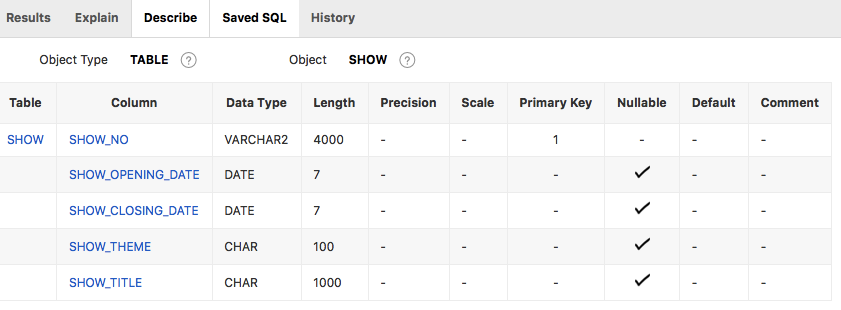 Results Explain Describe Saved SQL History
Object Type TABLE ? Object SHOW ?
Table Column Data Type Length Precision Scale Primary Key Nullable Default Comment
SHOW SHOW_NO VARCHAR2 4000 - - 1 - - -
SHOW_OPENING_DATE DATE 7 - - - ✓ - -
SHOW_CLOSING_DATE DATE 7 - - - ✓ - -
SHOW_THEME CHAR 100 - - - ✓ - -
SHOW_TITLE CHAR 1000 - - - ✓ - -